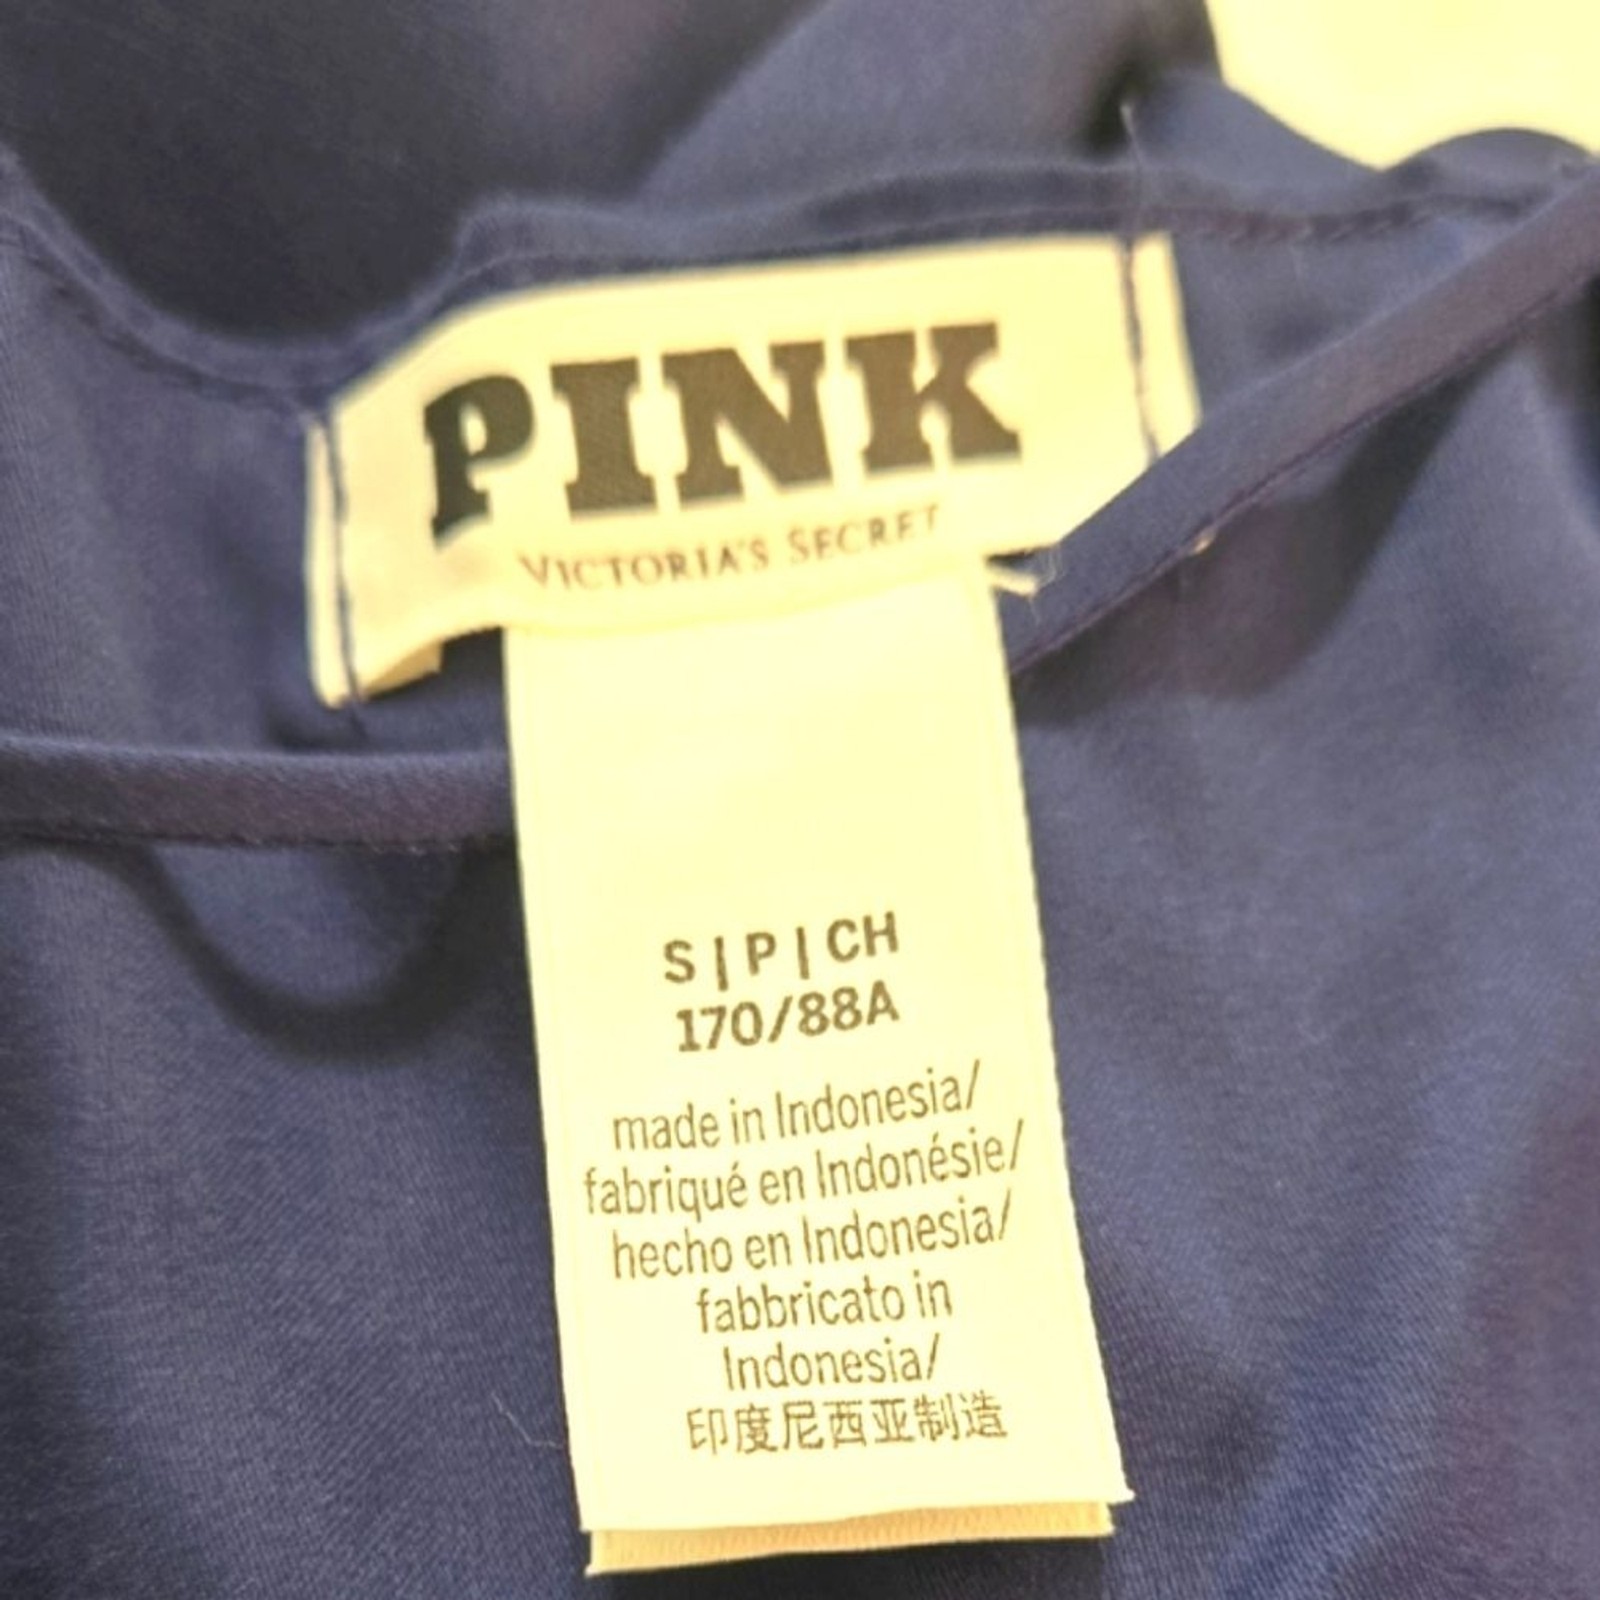 PINK
VICTORIA'S SECRET
S | P | CH
170/88A
made in Indonesia/
fabriqué en Indonésie/
hecho en Indonesia/
fabbricato in
Indonesia/
印度尼西亚制造